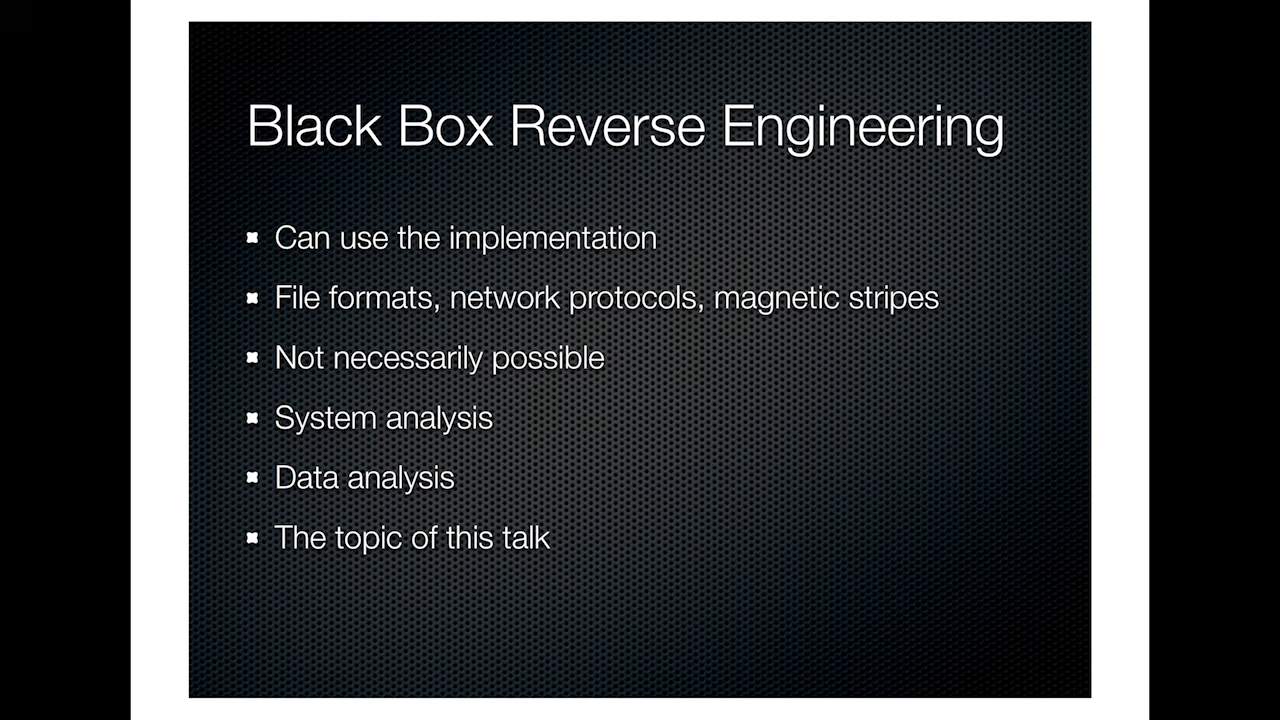 Black Box Reverse Engineering
Can use the implementation
File formats, network protocols, magnetic stripes
Not necessarily possible
System analysis
Data analysis
The topic of this talk